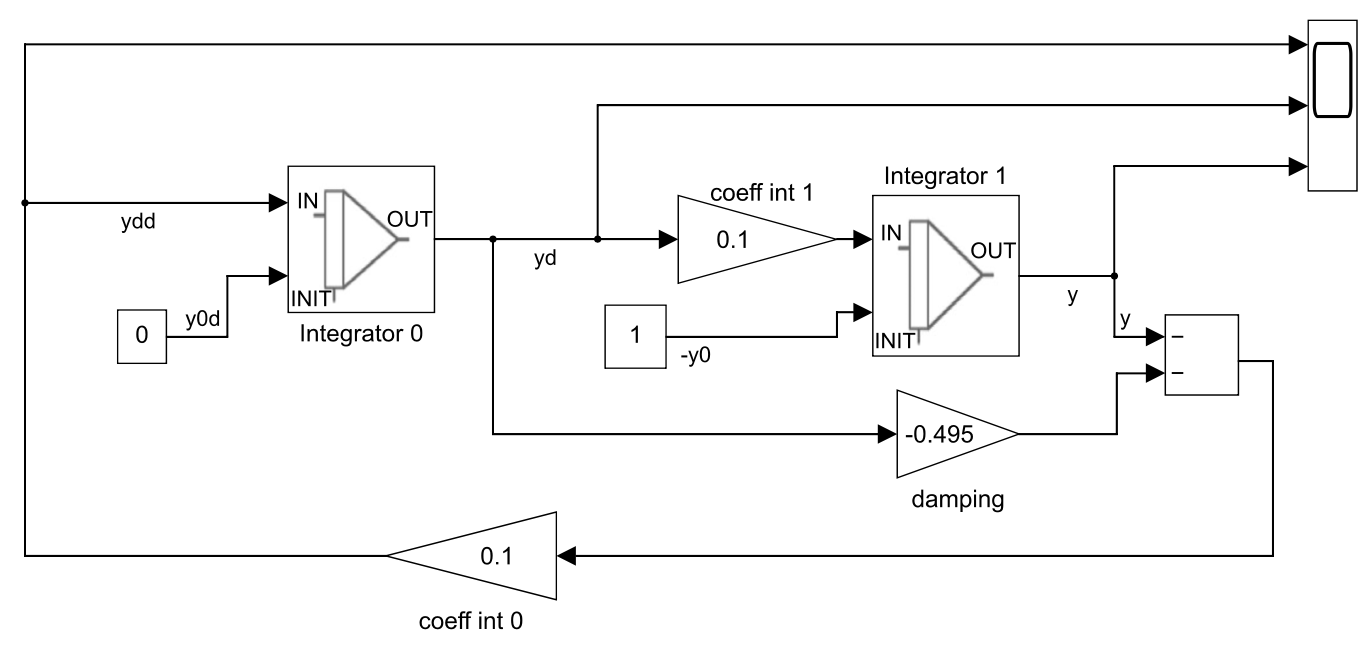 Integrator 1
coeff int 1
IN
OUT
ydd
INIT
Integrator 0
0
y0d
yd
0.1
IN
OUT
INIT
1
-y0
y
y
−
−
-0.495
damping
0.1
coeff int 0